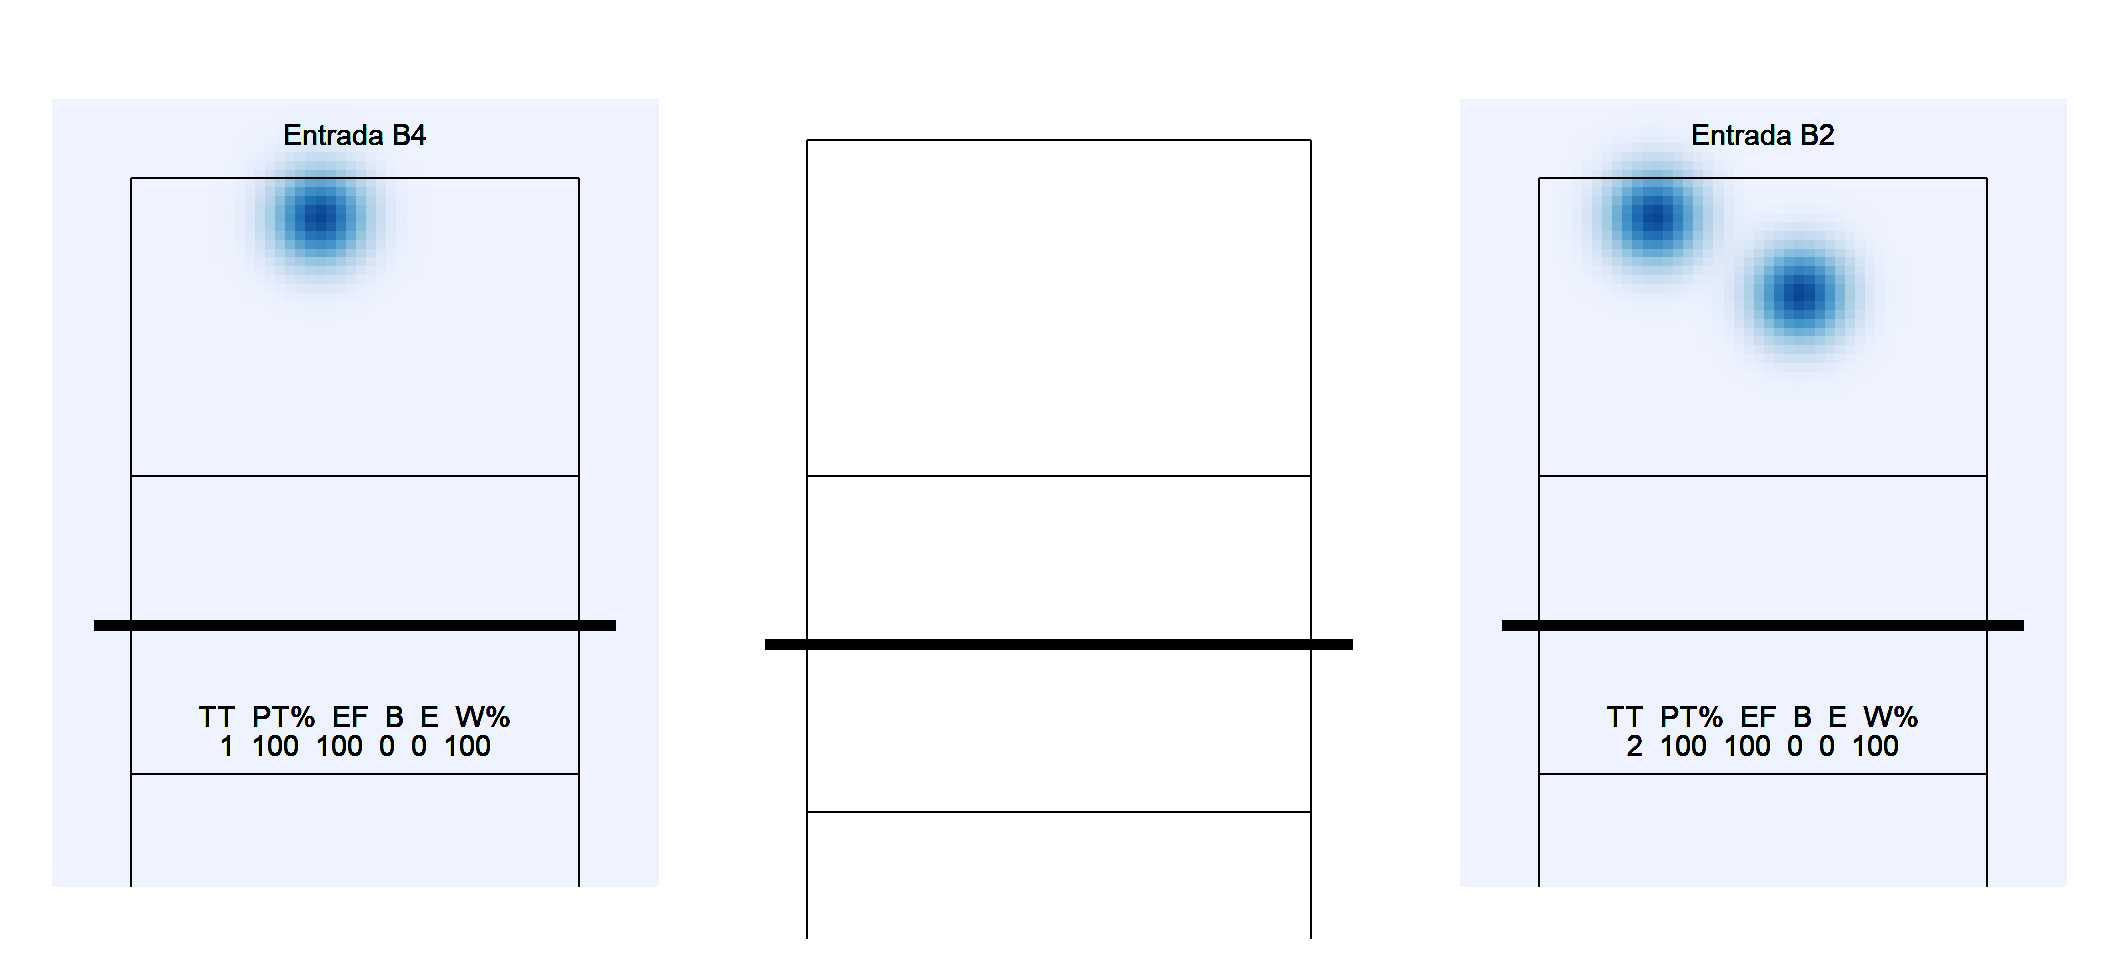 Entrada B4
TT PT% EF B E W%
1 100 100 0 0 100
Entrada B2
TT PT% EF B E W%
2 100 100 0 0 100